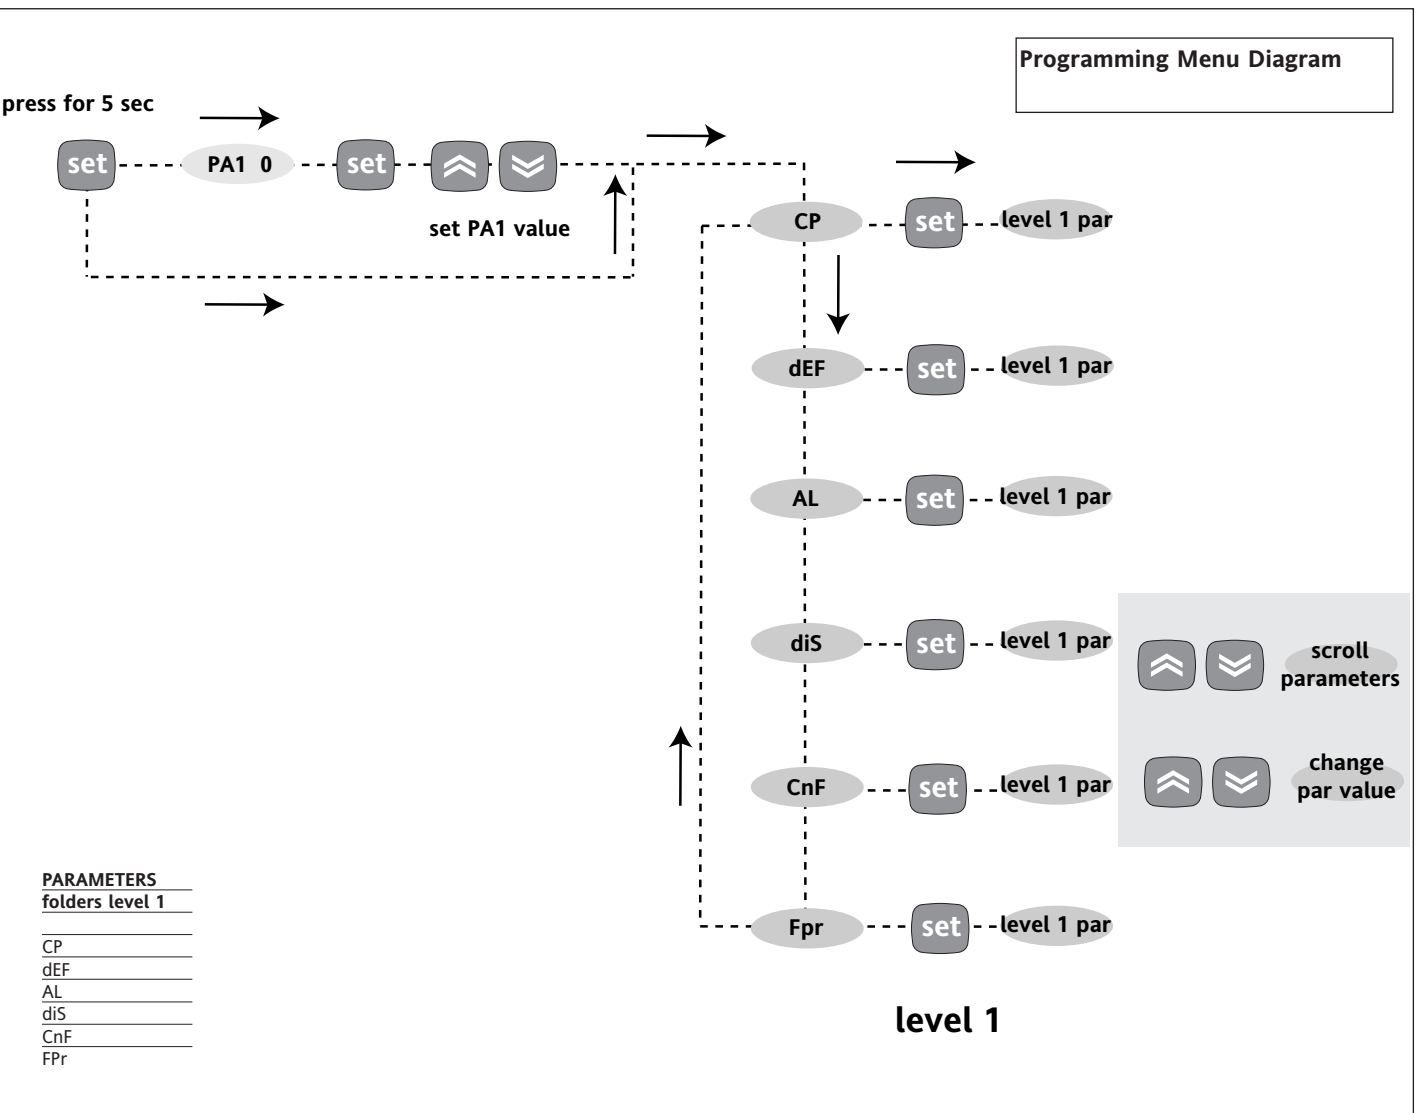 Programming Menu Diagram
press for 5 sec
set
PA1 0
set
set PA1 value
CP
set
level 1 par
dEF
set
level 1 par
AL
set
level 1 par
diS
set
level 1 par
scroll
parameters
CnF
set
level 1 par
change
par value
Fpr
set
level 1 par
level 1
PARAMETERS
folders level 1
CP
dEF
AL
diS
CnF
FPr